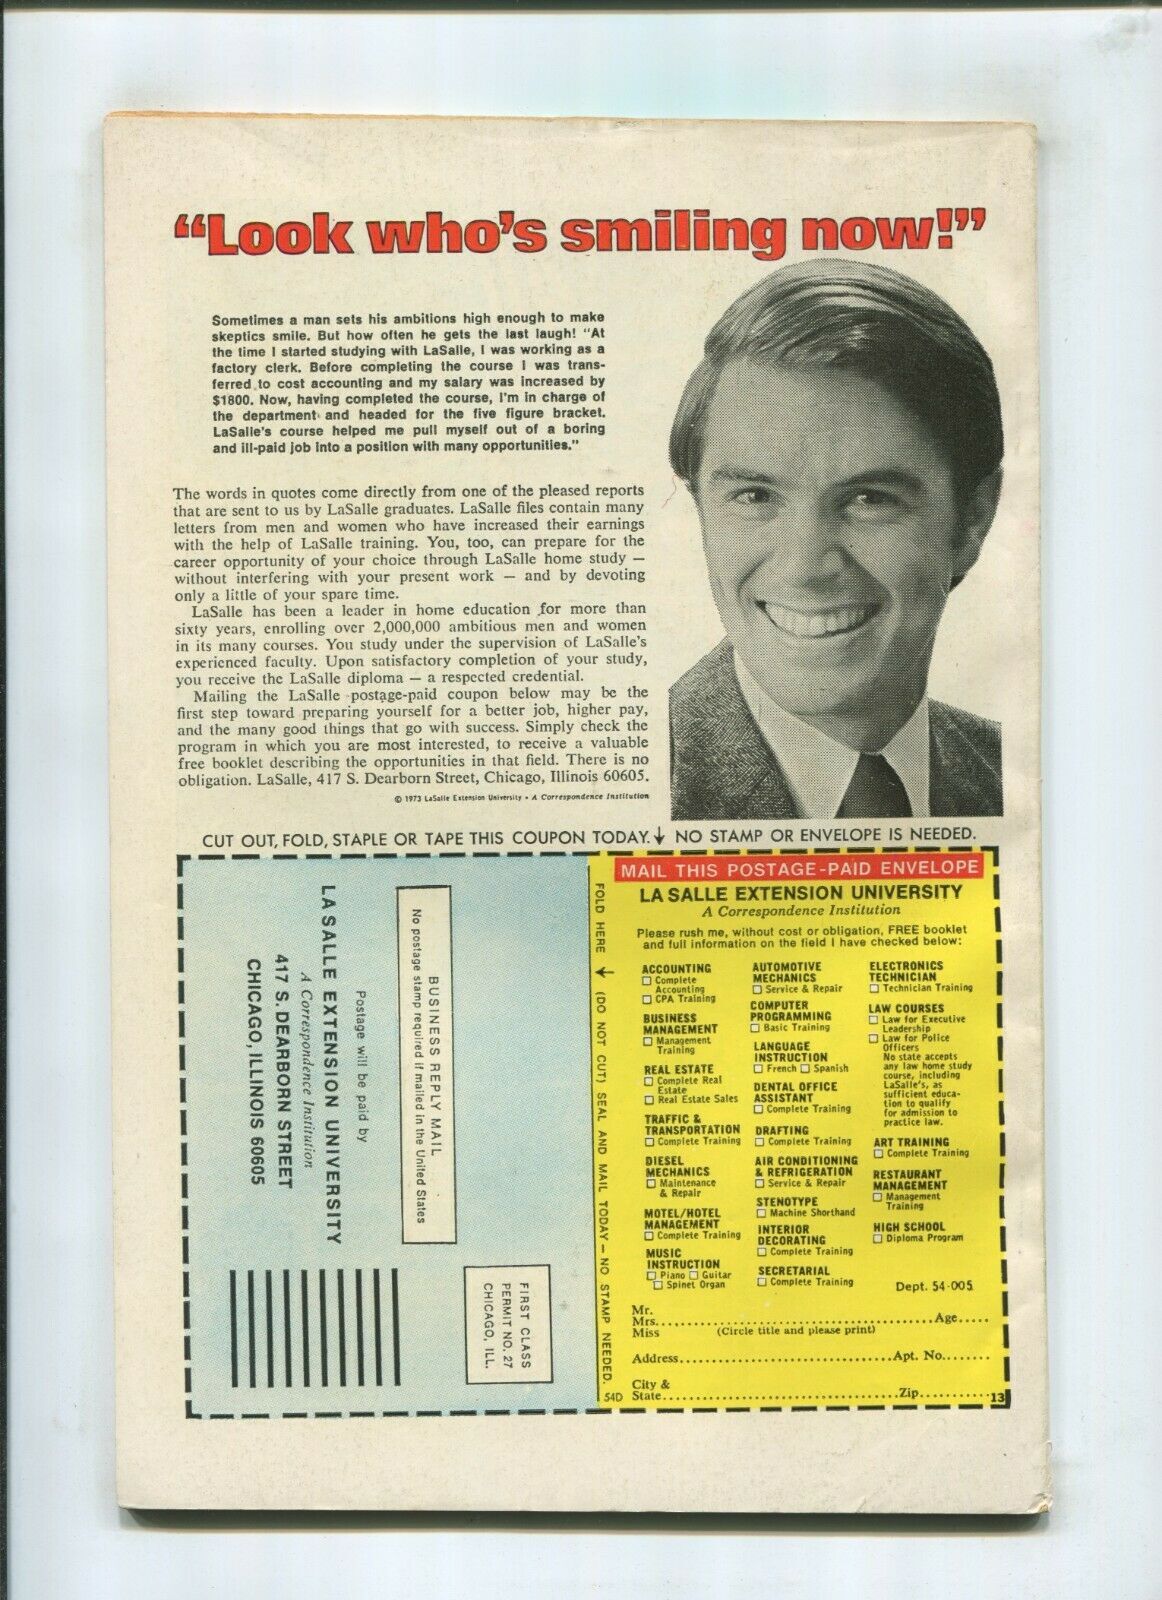 “Look who's smiling now!”
Sometimes a man sets his ambitions high enough to make
skeptics smile. But how often he gets the last laugh! “At
the time I started studying with LaSalle, I was working as a
factory clerk. Before completing the course I was trans-
ferred to cost accounting and my salary was increased by
$1800. Now, having completed the course, I'm in charge of
the department and headed for the five figure bracket.
LaSalle's course helped me pull myself out of a boring
and ill-paid job into a position with many opportunities.”
The words in quotes come directly from one of the pleased reports
that are sent to us by LaSalle graduates. LaSalle files contain many
letters from men and women who have increased their earnings
with the help of LaSalle training. You, too, can prepare for the
career opportunity of your choice through LaSalle home study —
without interfering with your present work — and by devoting
only a little of your spare time.
LaSalle has been a leader in home education for more than
sixty years, enrolling over 2,000,000 ambitious men and women
in its many courses. You study under the supervision of LaSalle's
experienced faculty. Upon satisfactory completion of your study,
you receive the LaSalle diploma — a respected credential.
Mailing the LaSalle postage-paid coupon below may be the
first step toward preparing yourself for a better job, higher pay,
and the many good things that go with success. Simply check the
program in which you are most interested, to receive a valuable
free booklet describing the opportunities in that field. There is no
obligation. LaSalle, 417 S. Dearborn Street, Chicago, Illinois 60605.
© 1973 LaSalle Extension University • A Correspondence Institution
CUT OUT, FOLD, STAPLE OR TAPE THIS COUPON TODAY. ↓ NO STAMP OR ENVELOPE IS NEEDED.
BUSINESS REPLY MAIL
No postage stamp required if mailed in the United States
Postage will be paid by
LA SALLE EXTENSION UNIVERSITY
A Correspondence Institution
417 S. DEARBORN STREET
CHICAGO, ILLINOIS 60605
FIRST CLASS
PERMIT NO. 27
CHICAGO, ILL.
FOLD HERE ↓ (DO NOT CUT) SEAL AND MAIL TODAY — NO STAMP NEEDED.
MAIL THIS POSTAGE-PAID ENVELOPE
LA SALLE EXTENSION UNIVERSITY
A Correspondence Institution
Please rush me, without cost or obligation, FREE booklet
and full information on the field I have checked below:
ACCOUNTING
☐ Complete
Accounting
☐ CPA Training
BUSINESS
MANAGEMENT
☐ Management
Training
REAL ESTATE
☐ Complete Real
Estate
☐ Real Estate Sales
TRAFFIC &
TRANSPORTATION
☐ Complete Training
DIESEL
MECHANICS
☐ Maintenance
& Repair
MOTEL/HOTEL
MANAGEMENT
☐ Complete Training
MUSIC
INSTRUCTION
☐ Piano ☐ Guitar
☐ Spinet Organ
AUTOMOTIVE
MECHANICS
☐ Service & Repair
COMPUTER
PROGRAMMING
☐ Basic Training
LANGUAGE
INSTRUCTION
☐ French ☐ Spanish
DENTAL OFFICE
ASSISTANT
☐ Complete Training
DRAFTING
☐ Complete Training
AIR CONDITIONING
& REFRIGERATION
☐ Service & Repair
STENOTYPE
☐ Machine Shorthand
INTERIOR
DECORATING
☐ Complete Training
SECRETARIAL
☐ Complete Training
ELECTRONICS
TECHNICIAN
☐ Technician Training
LAW COURSES
☐ Law for Executive
Leadership
☐ Law for Police
Officers
No state accepts
any law home study
course, including
LaSalle's, as
sufficient educa-
tion to qualify
for admission to
practice law.
ART TRAINING
☐ Complete Training
RESTAURANT
MANAGEMENT
☐ Management
Training
HIGH SCHOOL
☐ Diploma Program
Dept. 54-005
Mr.
Mrs. Age
Miss (Circle title and please print)
Address Apt. No.
City &
54D State Zip 13